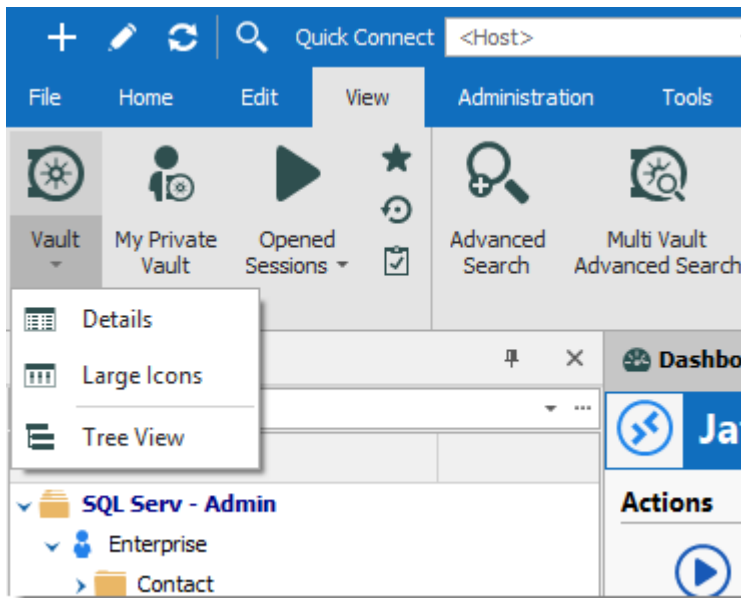 Quick Connect <Host>
File Home Edit View Administration Tools
Vault My Private Vault Opened Sessions Advanced Search Multi Vault Advanced Search
Details
Large Icons
Tree View
Dashbo
Ja
SQL Serv - Admin
Actions
Enterprise
Contact